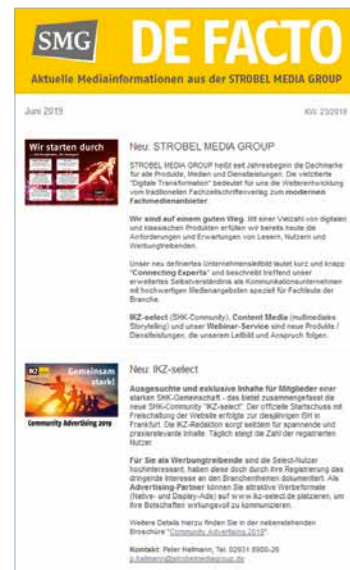 SMG
DE FACTO
Aktuelle Mediainformationen aus der STROBEL MEDIA GROUP
Juni 2019
KW. 23/2019
Wir starten durch
Neu: STROBEL MEDIA GROUP
STROBEL MEDIA GROUP heißt seit Jahresbeginn die Dachmarke
für alle Produkte, Medien und Dienstleistungen. Die vielzitierte
"Digitale Transformation" bedeutet für uns die Weiterentwicklung
vom traditionellen Fachzeitschriftenverlag zum modernen
Fachmedienanbieter.
Wir sind auf einem guten Weg. Mit einer Vielzahl von digitalen
und klassischen Produkten erfüllen wir bereits heute die
Anforderungen und Erwartungen von Lesern, Nutzern und
Werbungtreibenden.
Unser neu definiertes Unternehmensleitbild lautet kurz und knapp
"Connecting Experts" und beschreibt treffend unser
erweitertes Selbstverständnis als Kommunikationsunternehmen
mit hochwertigen Medienangeboten speziell für Fachleute der
Branche.
IKZ-select (SHK-Community), Content Media (multimediales
Storytelling) und unser Webinar-Service sind neue Produkte /
Dienstleistungen, die unserem Leitbild und Anspruch folgen.
IKZ
Gemeinsam
stark!
Community Advertising 2019
Neu: IKZ-select
Ausgesuchte und exklusive Inhalte für Mitglieder einer
starken SHK-Gemeinschaft - das bietet zusammengefasst die
neue SHK-Community "IKZ-select". Der offizielle Startschuss mit
Freischaltung der Website erfolgte zur diesjährigen ISH in
Frankfurt. Die IKZ-Redaktion sorgt seitdem für spannende und
praxisrelevante Inhalte. Täglich steigt die Zahl der registrierten
Nutzer.
Für Sie als Werbungtreibende sind die Select-Nutzer
hochinteressant, haben diese doch durch ihre Registrierung das
dringende Interesse an den Branchenthemen dokumentiert. Als
Advertising-Partner können Sie attraktive Werbeformate
(Native- und Display-Ads) auf www.ikz-select.de platzieren, um
ihre Botschaften wirkungsvoll zu kommunizieren.
Weitere Details hierzu finden Sie in der nebenstehenden
Broschüre "Community Advertising 2019".
Kontakt: Peter Hallmann, Tel. 02931 8900-26
p.hallmann@strobelmediagroup.de